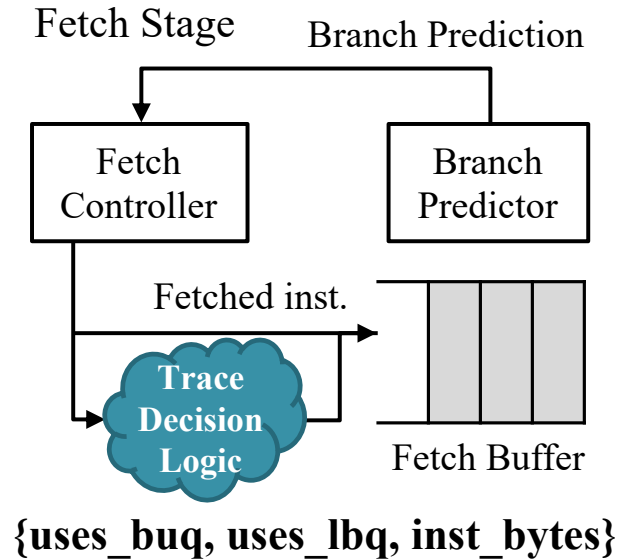 Fetch Stage
Branch Prediction
Fetch
Controller
Branch
Predictor
Fetched inst.
Trace
Decision
Logic
Fetch Buffer
{uses_buq, uses_lbq, inst_bytes}